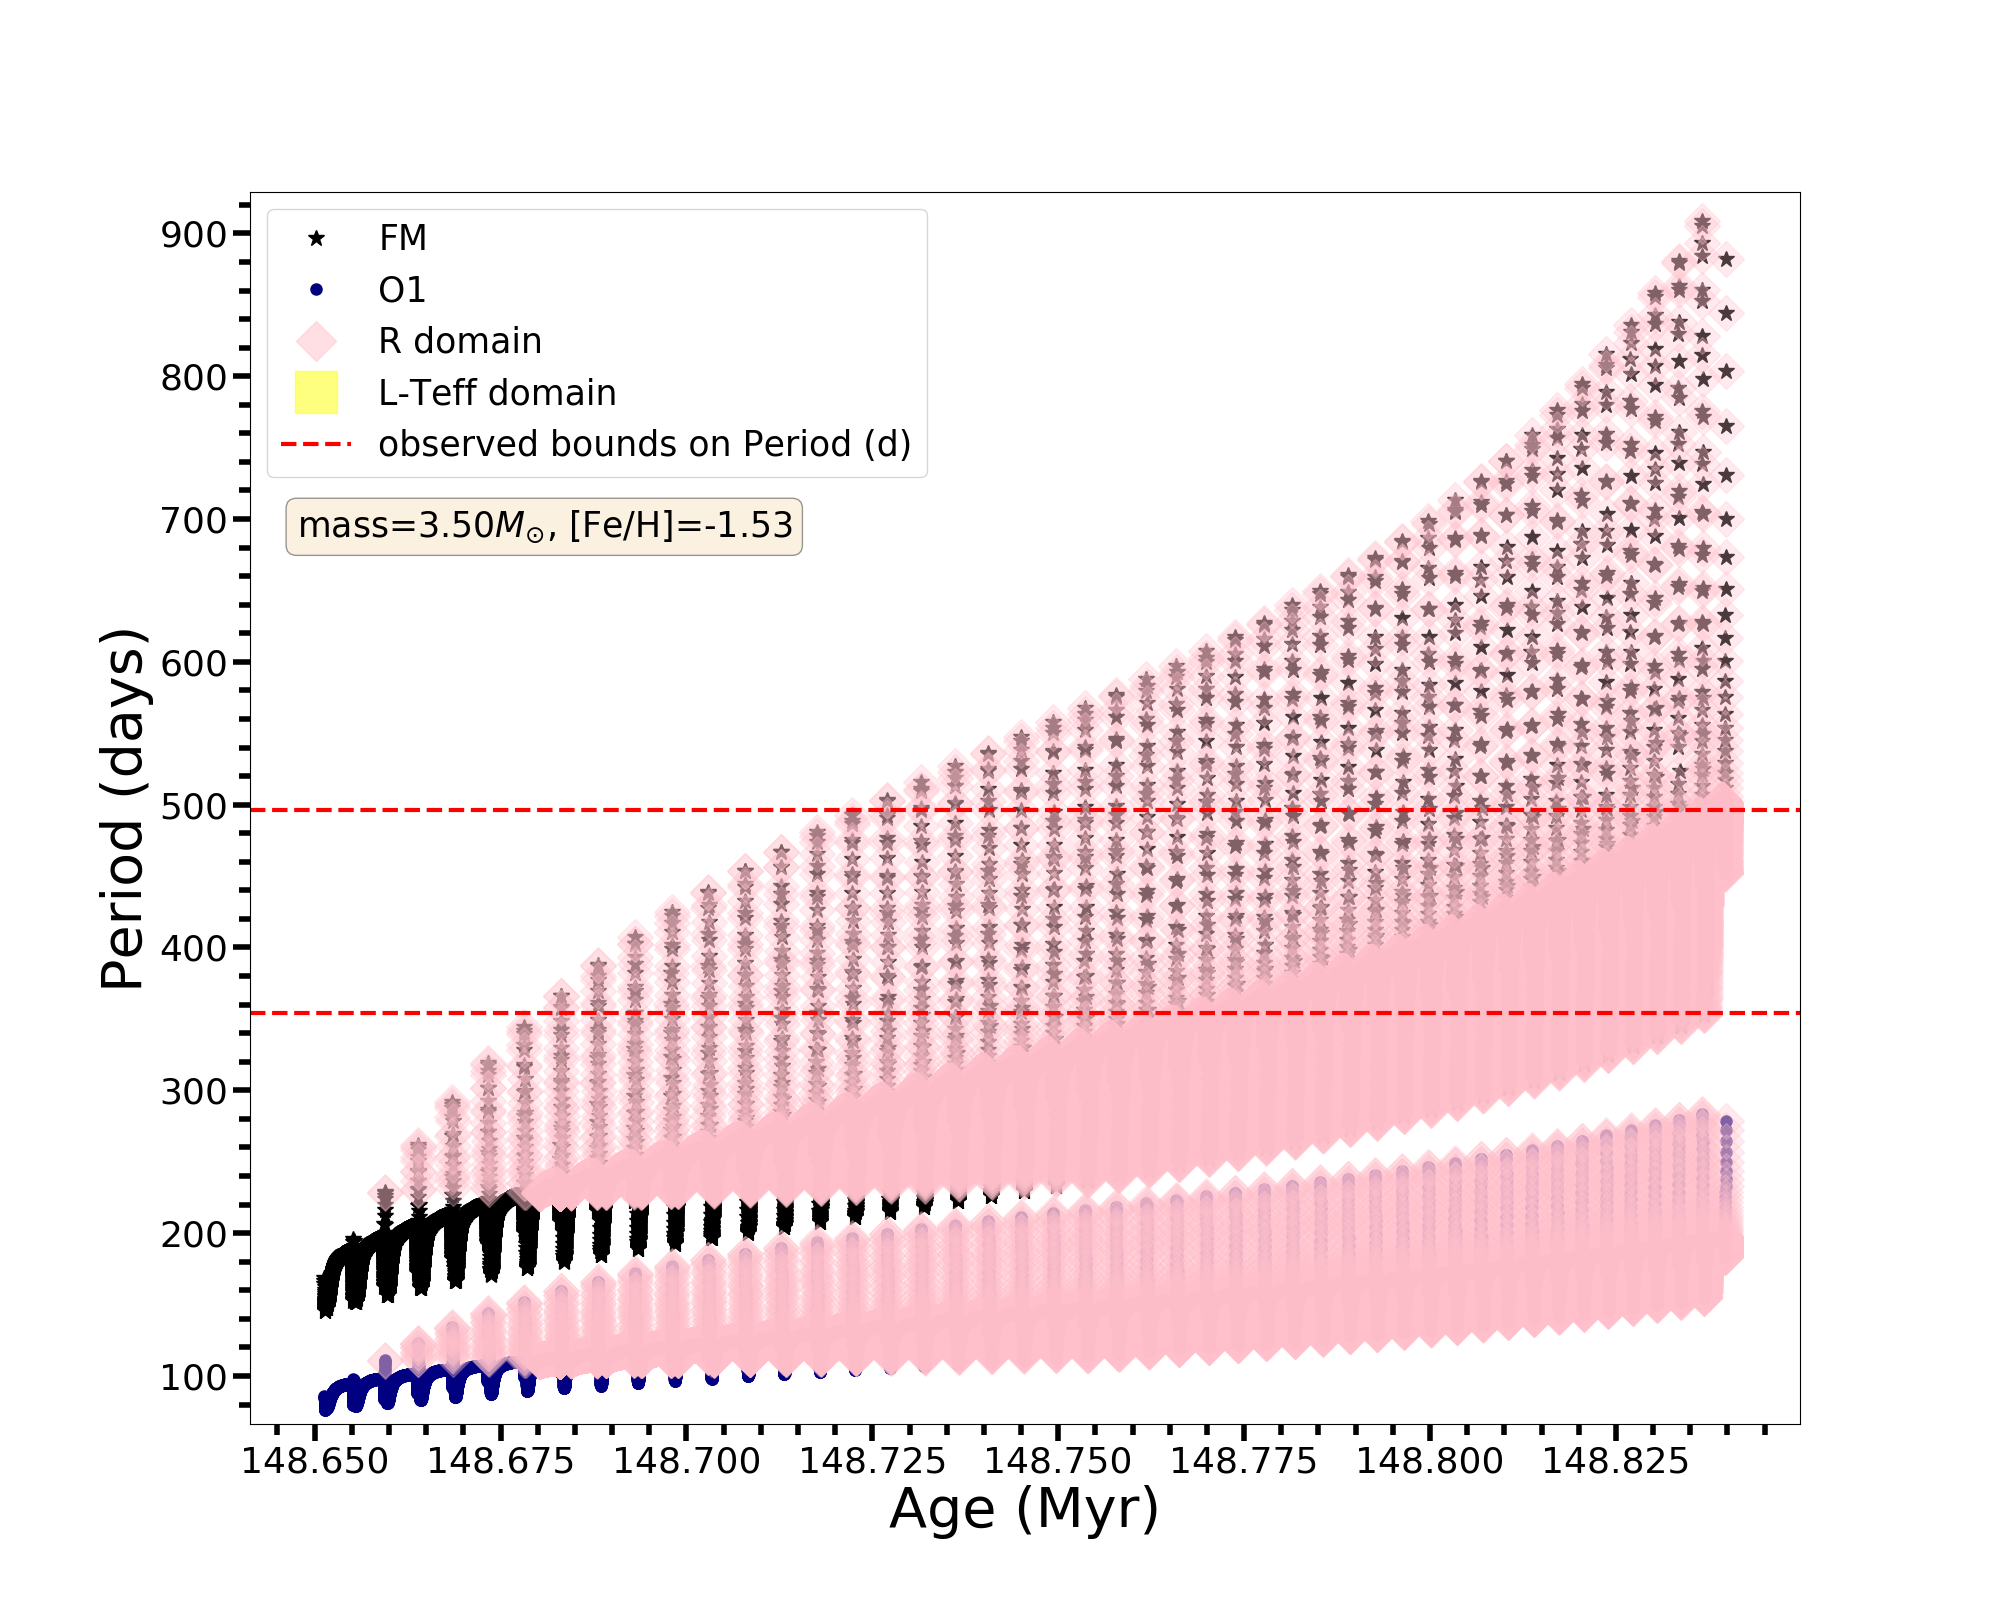 FM
O1
R domain
L-Teff domain
observed bounds on Period (d)
mass=3.50M☉, [Fe/H]=-1.53
900
800
700
600
500
400
300
200
100
Period (days)
148.650 148.675 148.700 148.725 148.750 148.775 148.800 148.825
Age (Myr)